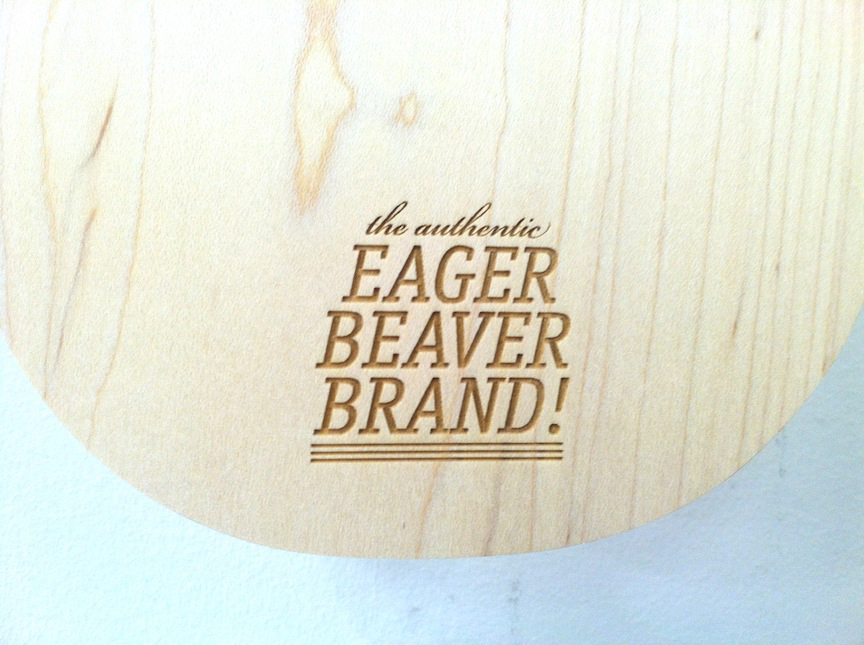 the authentic
EAGER
BEAVER
BRAND!